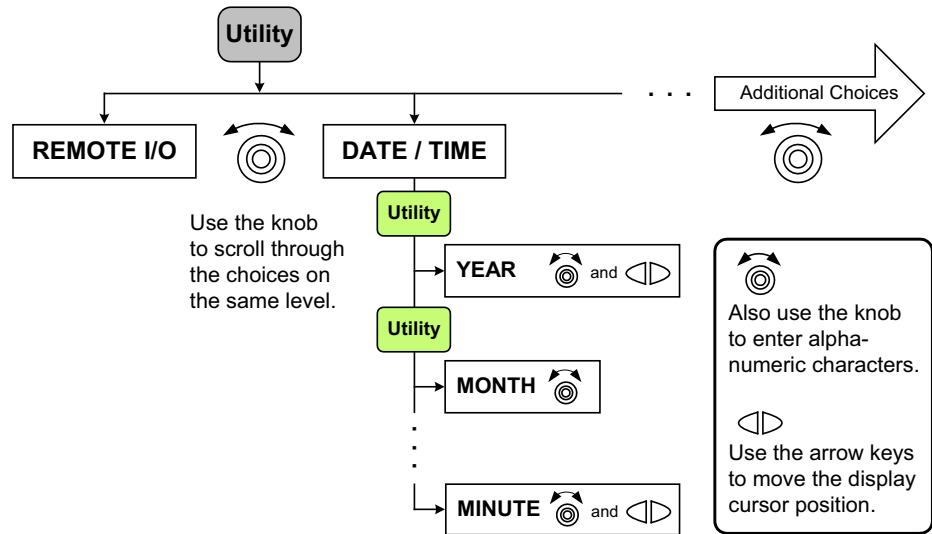 Utility
. . .
Additional Choices
REMOTE I/O
DATE / TIME
Use the knob
to scroll through
the choices on
the same level.
Utility
YEAR and
Utility
MONTH
MINUTE and
Also use the knob
to enter alpha-
numeric characters.
Use the arrow keys
to move the display
cursor position.